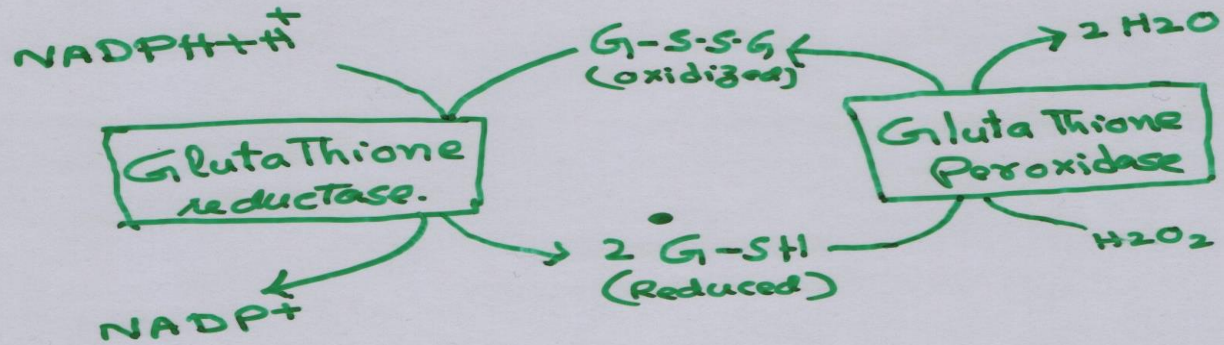 NADPH+H+
G-S-S-G
(oxidized)
2 H2O
GlutaThione
reductase.
GlutaThione
Peroxidase
2 G-SH
(Reduced)
H2O2
NADP+